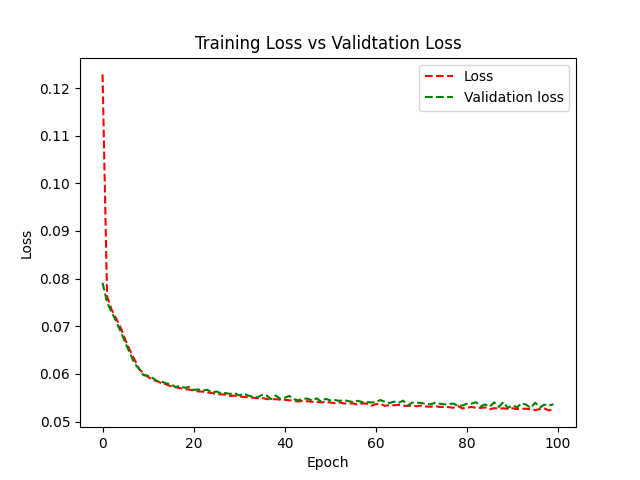 Training Loss vs Validtation Loss
Loss
Validation loss
0.12
0.11
0.10
0.09
0.08
0.07
0.06
0.05
Loss
0 20 40 60 80 100
Epoch